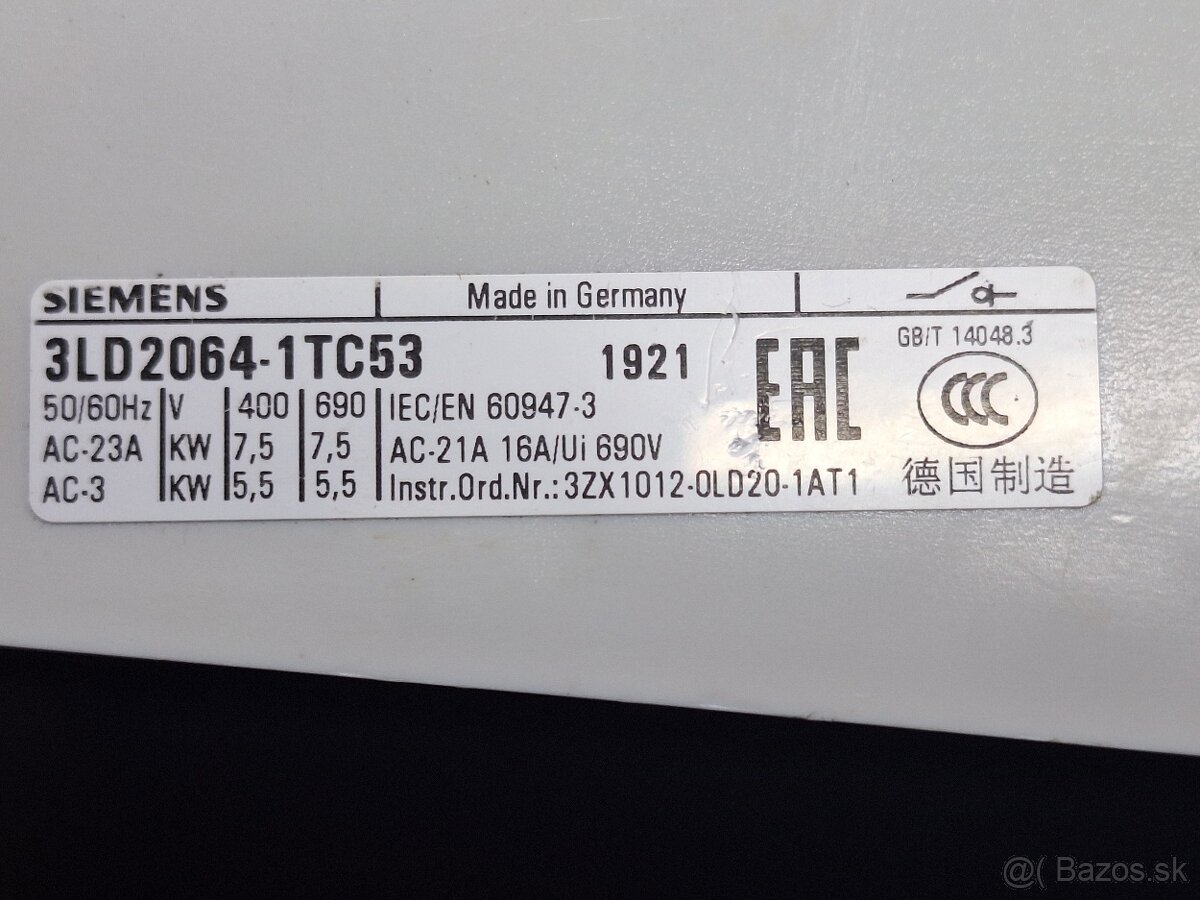 SIEMENS Made in Germany
3LD2064-1TC53 1921 EAC GB/T 14048.3
50/60Hz V 400 690 IEC/EN 60947-3 CCC
AC-23A KW 7,5 7,5 AC-21A 16A/Ui 690V
AC-3 KW 5,5 5,5 Instr.Ord.Nr.: 3ZX1012-0LD20-1AT1 德国制造
@( Bazos.sk